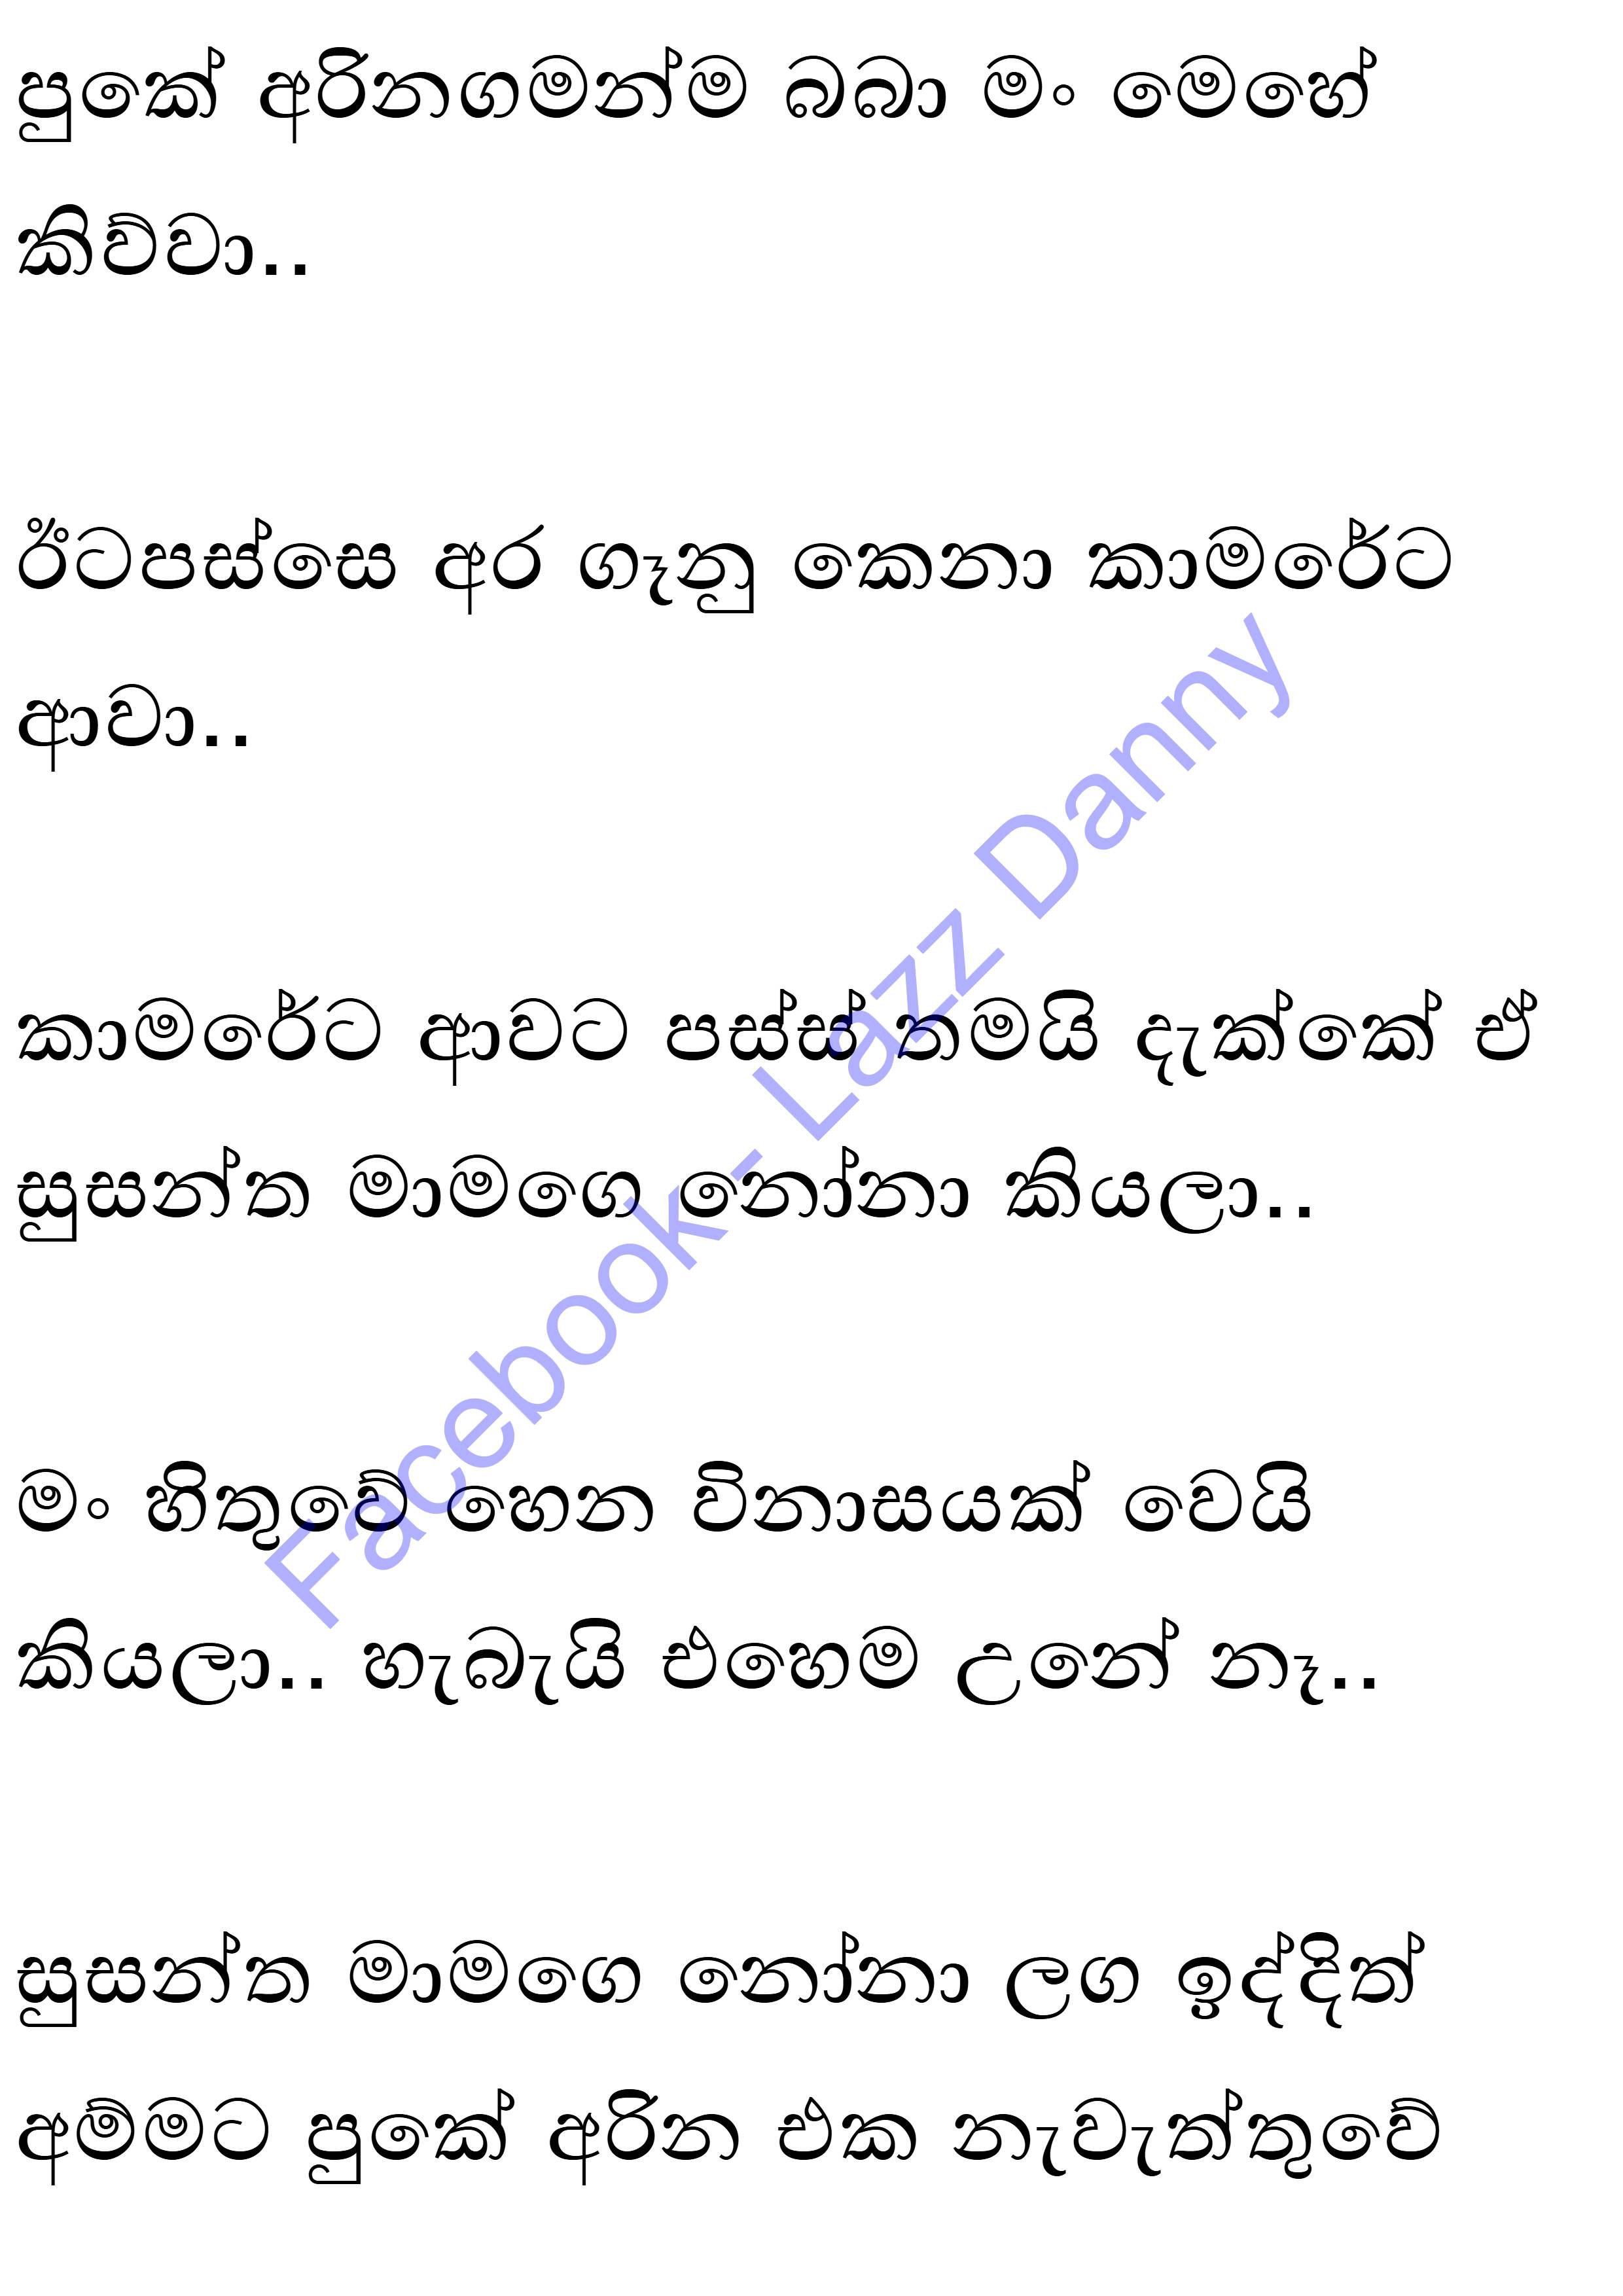 පුකේ අරිනගමන්ම බබා මං මෙහේ
කිව්වා..
ඊටපස්සෙ අර ගෑනු කෙනා කාමරේට
ආවා..
කාමරේට ආවට පස්ස් තමයි දැක්කේ ඒ
සුසන්ත මාමගෙ නෝනා කියලා..
මං හිතුවේ හෙන විනාසයක් වෙයි
කියලා.. හැබැයි එහෙම උනේ නෑ..
සුසන්ත මාමගෙ නෝනා ලග ඉද්දිත්
අම්මට පුකේ අරින එක නැවැත්තුවේ
Facebook- Lazz Danny